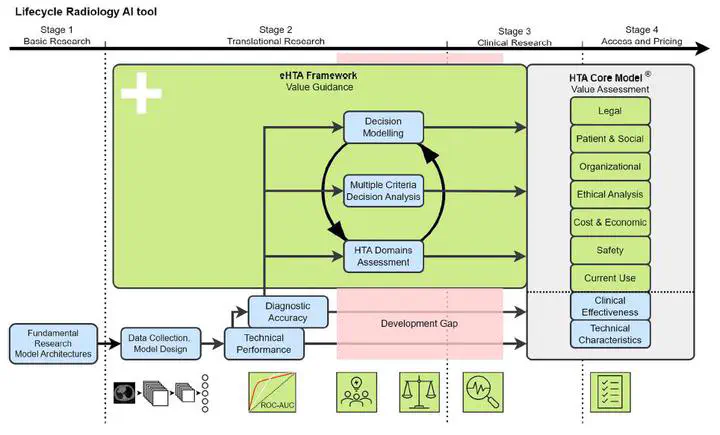 Lifecycle Radiology AI tool
Stage 1
Basic Research
Stage 2
Translational Research
Stage 3
Clinical Research
Stage 4
Access and Pricing
eHTA Framework
Value Guidance
HTA Core Model ®
Value Assessment
Decision
Modelling
Multiple Criteria
Decision Analysis
HTA Domains
Assessment
Legal
Patient & Social
Organizational
Ethical Analysis
Cost & Economic
Safety
Current Use
Clinical
Effectiveness
Technical
Characteristics
Diagnostic
Accuracy
Development Gap
Fundamental
Research
Model Architectures
Data Collection,
Model Design
Technical
Performance
ROC-AUC